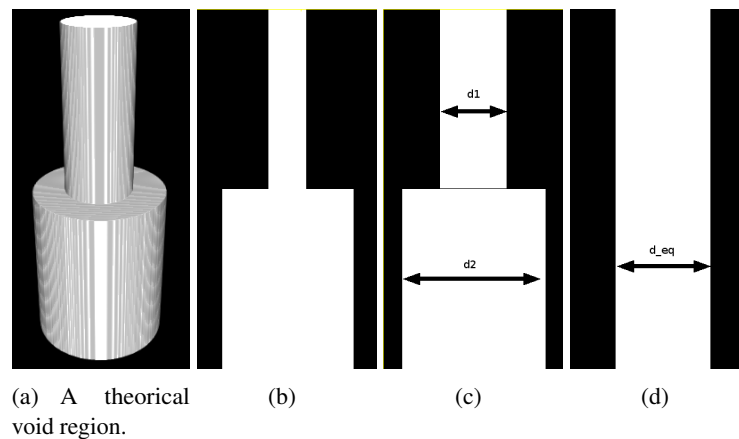 d1
d2
d_eq
(a) A theorical
void region.
(b)
(c)
(d)